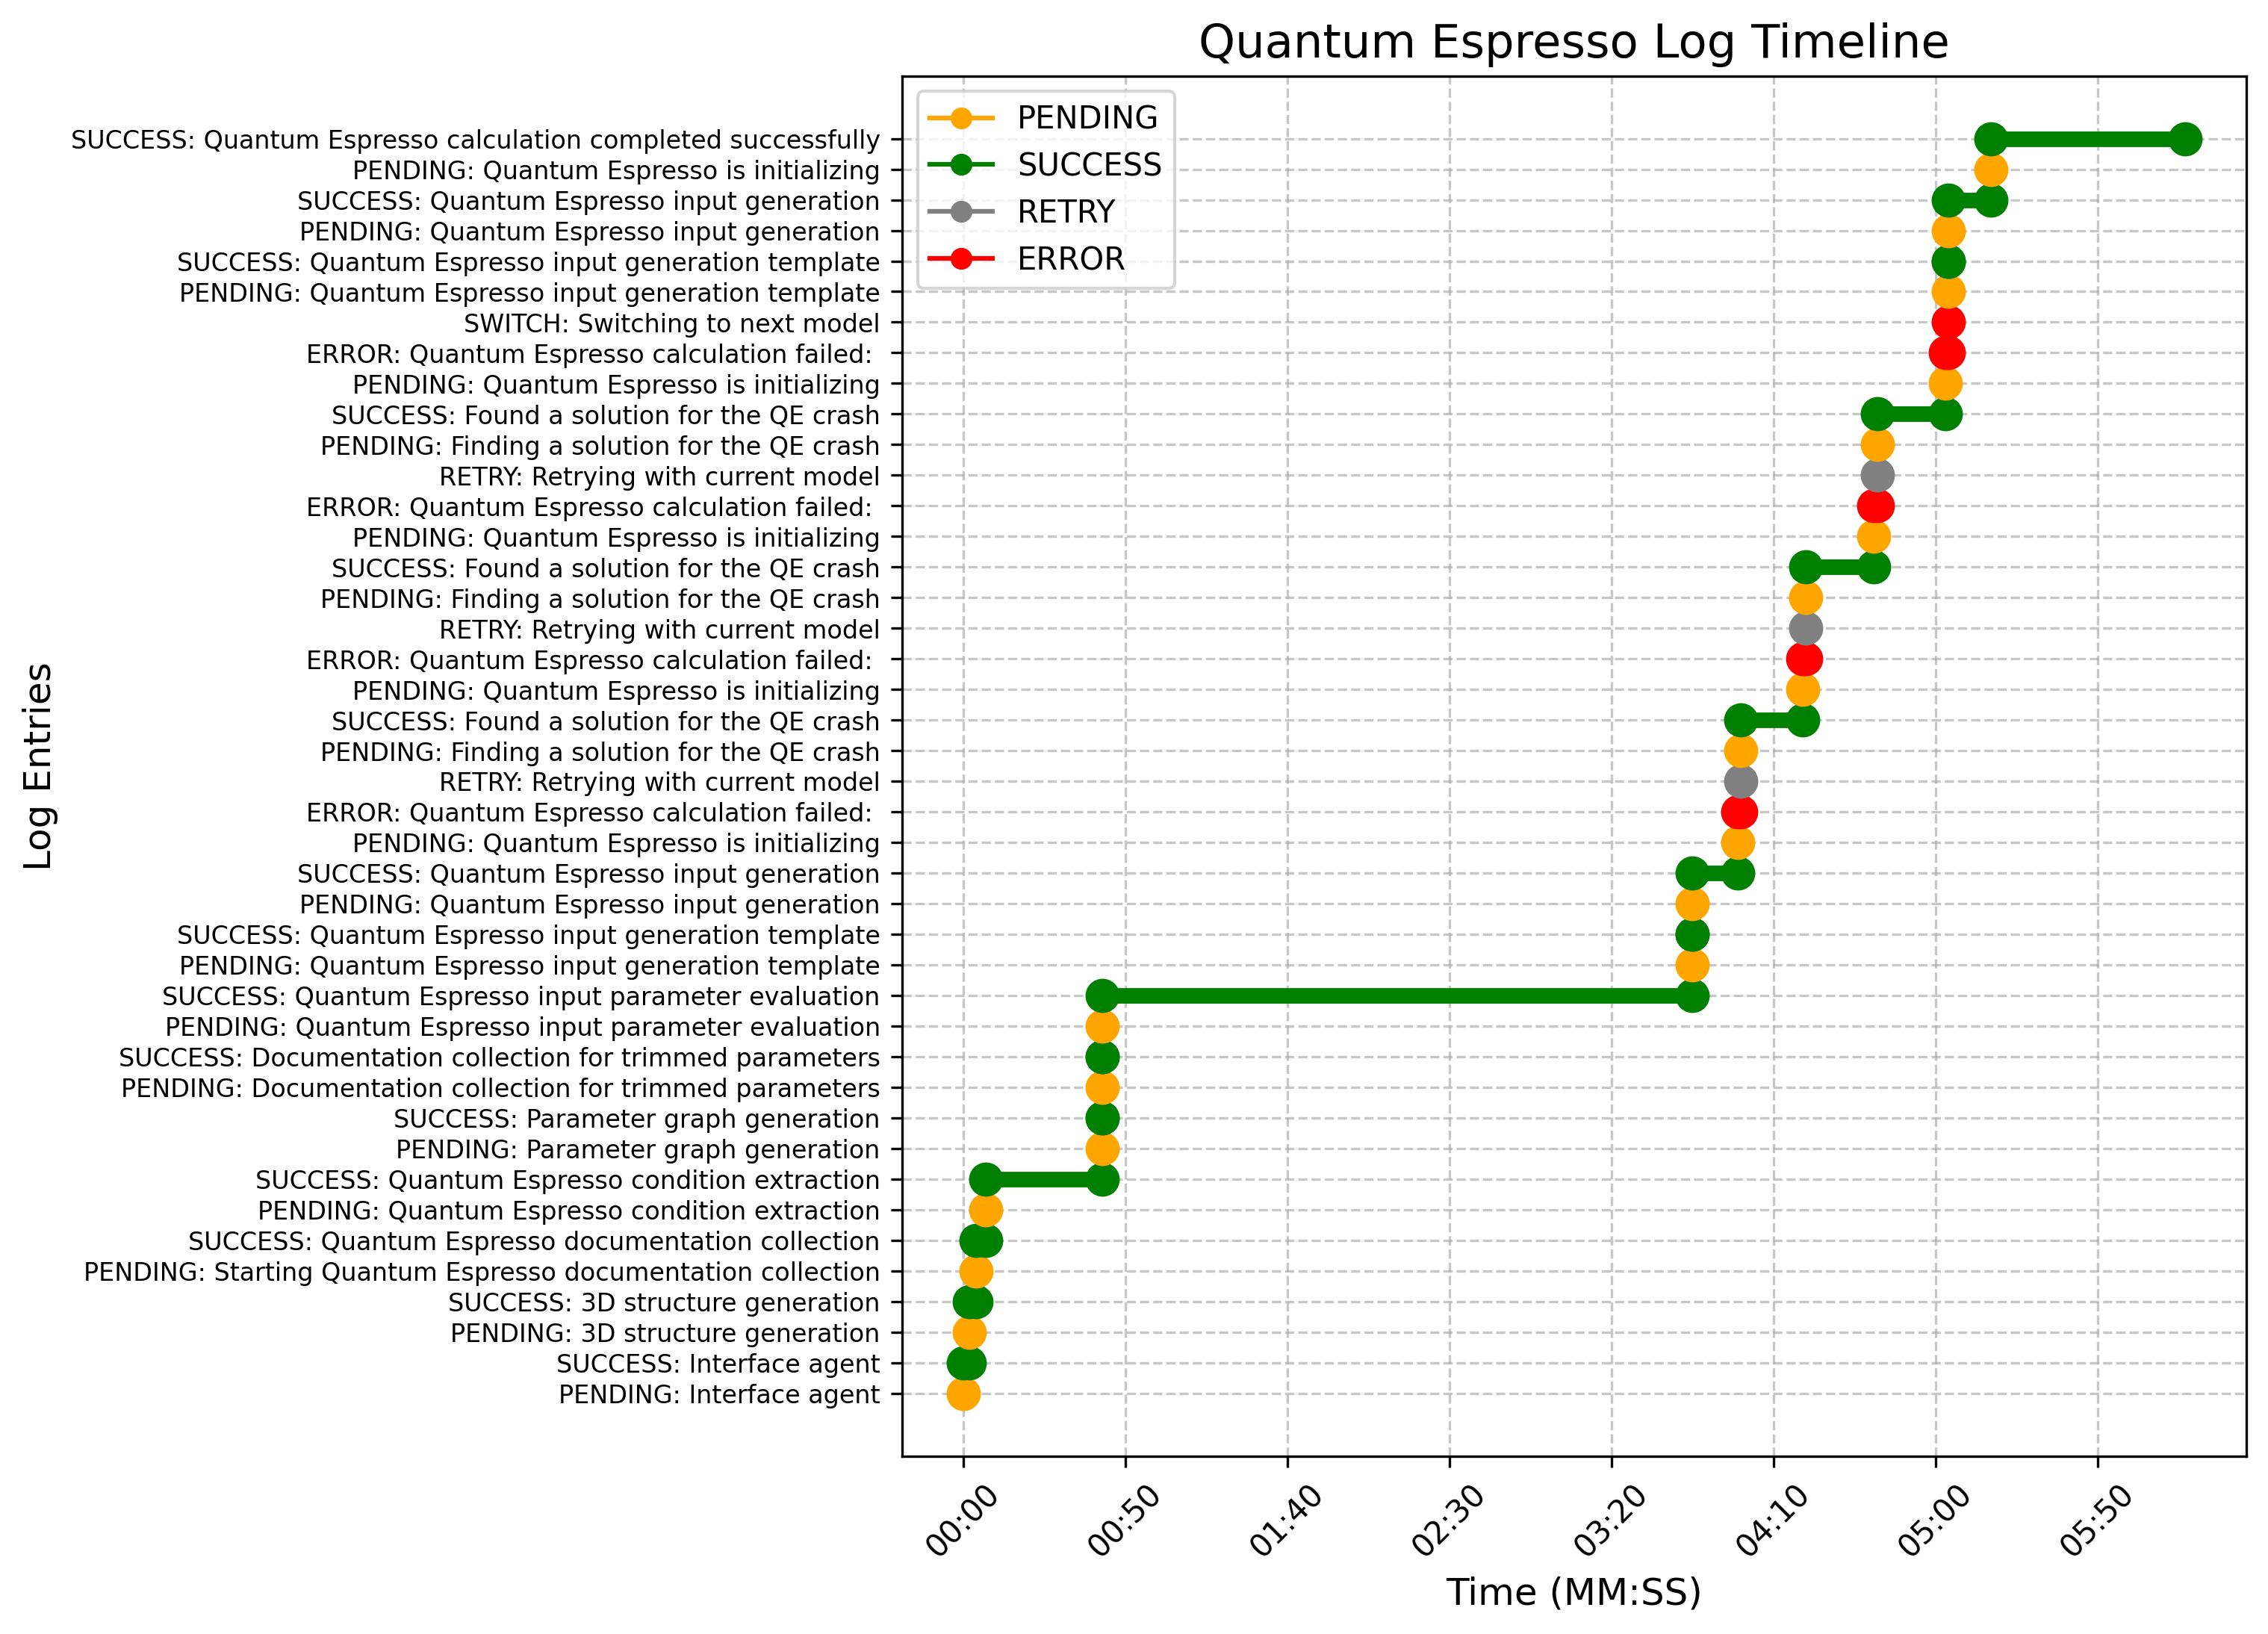 Quantum Espresso Log Timeline
PENDING
SUCCESS
RETRY
ERROR
SUCCESS: Quantum Espresso calculation completed successfully
PENDING: Quantum Espresso is initializing
SUCCESS: Quantum Espresso input generation
PENDING: Quantum Espresso input generation
SUCCESS: Quantum Espresso input generation template
PENDING: Quantum Espresso input generation template
SWITCH: Switching to next model
ERROR: Quantum Espresso calculation failed:
PENDING: Quantum Espresso is initializing
SUCCESS: Found a solution for the QE crash
PENDING: Finding a solution for the QE crash
RETRY: Retrying with current model
ERROR: Quantum Espresso calculation failed:
PENDING: Quantum Espresso is initializing
SUCCESS: Found a solution for the QE crash
PENDING: Finding a solution for the QE crash
RETRY: Retrying with current model
ERROR: Quantum Espresso calculation failed:
PENDING: Quantum Espresso is initializing
SUCCESS: Found a solution for the QE crash
PENDING: Finding a solution for the QE crash
RETRY: Retrying with current model
ERROR: Quantum Espresso calculation failed:
PENDING: Quantum Espresso is initializing
SUCCESS: Quantum Espresso input generation
PENDING: Quantum Espresso input generation
SUCCESS: Quantum Espresso input generation template
PENDING: Quantum Espresso input generation template
SUCCESS: Quantum Espresso input parameter evaluation
PENDING: Quantum Espresso input parameter evaluation
SUCCESS: Documentation collection for trimmed parameters
PENDING: Documentation collection for trimmed parameters
SUCCESS: Parameter graph generation
PENDING: Parameter graph generation
SUCCESS: Quantum Espresso condition extraction
PENDING: Quantum Espresso condition extraction
SUCCESS: Quantum Espresso documentation collection
PENDING: Starting Quantum Espresso documentation collection
SUCCESS: 3D structure generation
PENDING: 3D structure generation
SUCCESS: Interface agent
PENDING: Interface agent
Log Entries
00:00
00:50
01:40
02:30
03:20
04:10
05:00
05:50
Time (MM:SS)